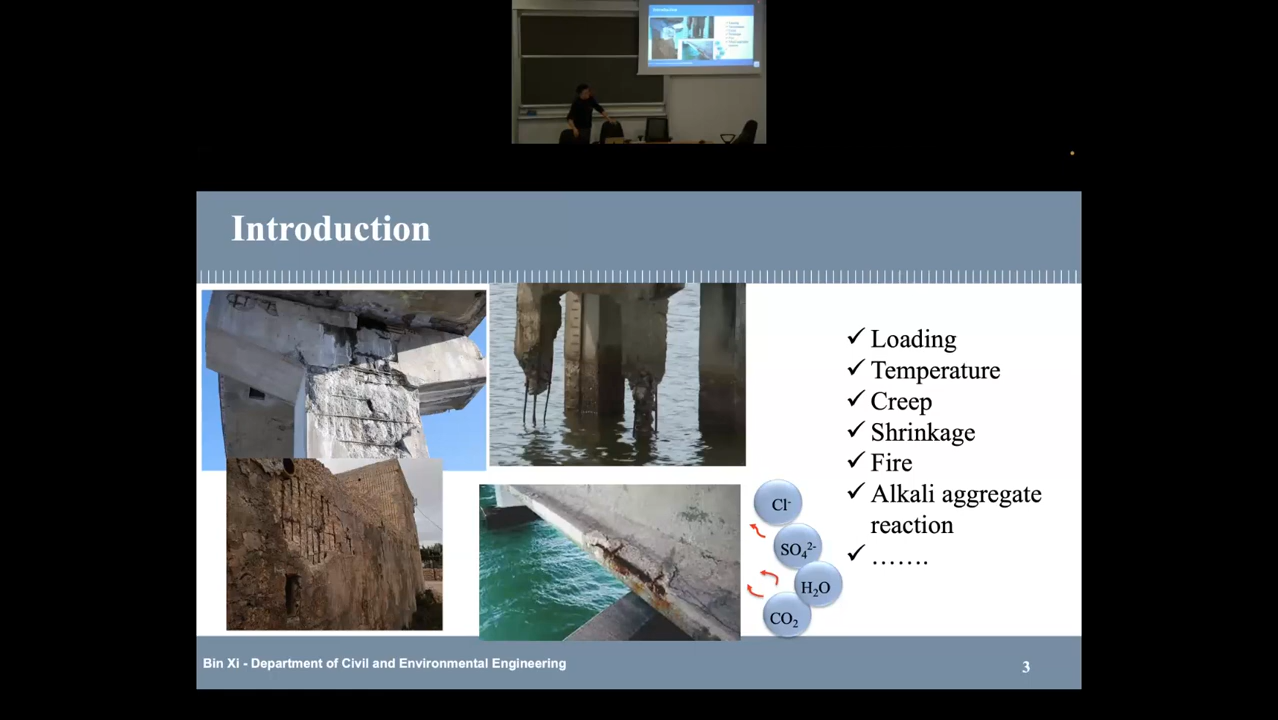 Introduction
Introduction
Loading
Temperature
Creep
Shrinkage
Fire
Alkali aggregate
reaction
…….
Cl-
SO₄²⁻
H₂O
CO₂
Bin Xi - Department of Civil and Environmental Engineering
3